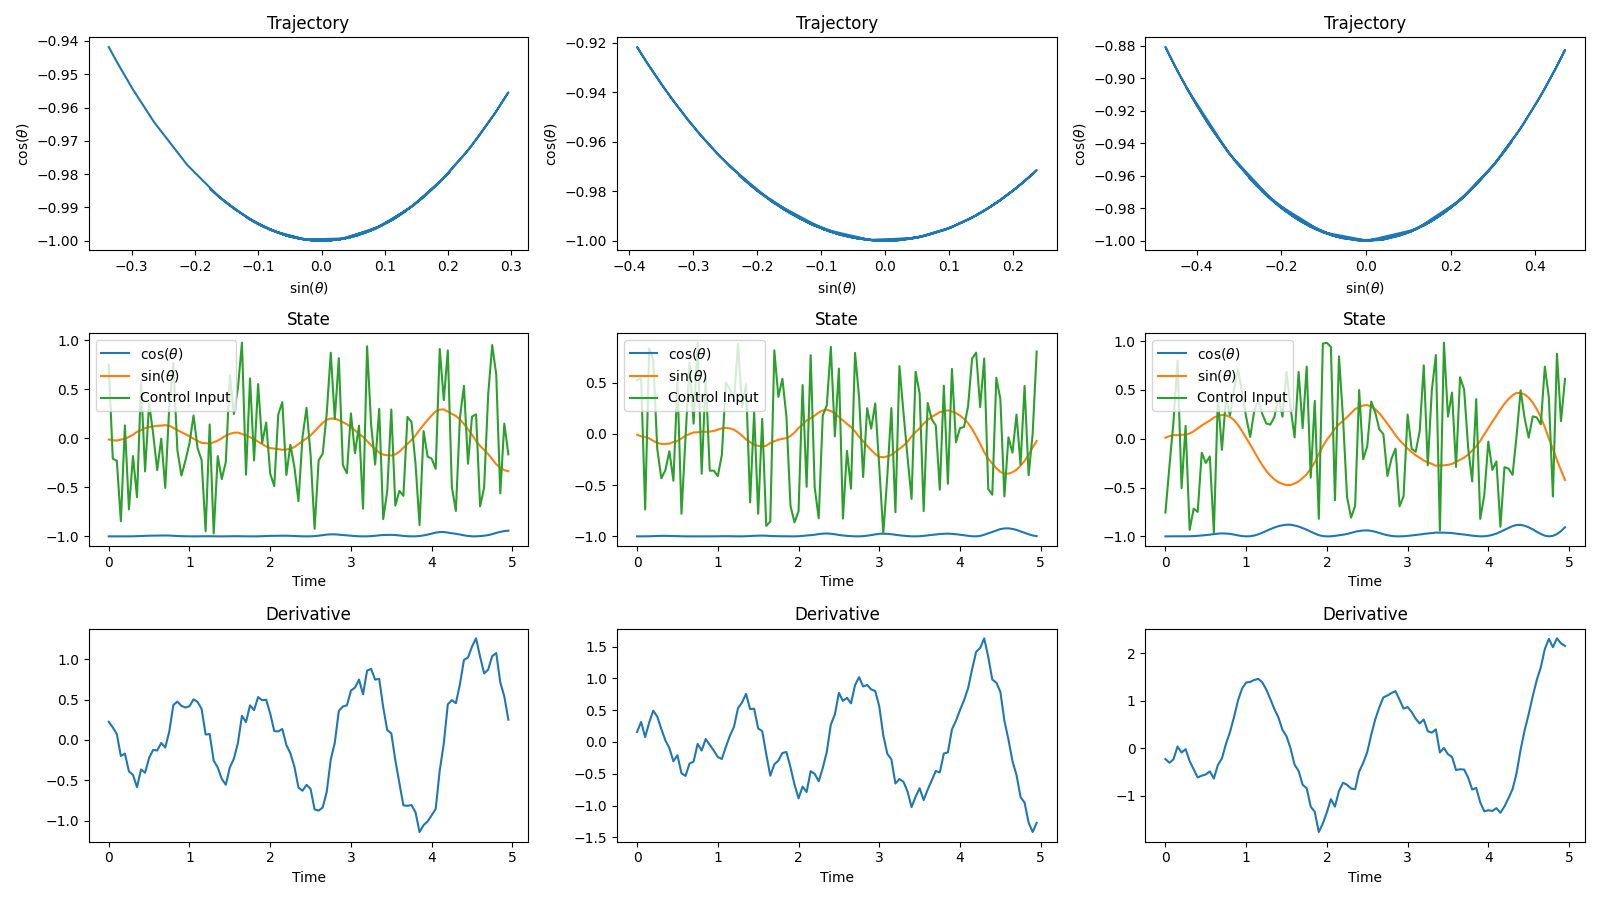 Trajectory Trajectory Trajectory
−0.94 −0.95 −0.96 −0.97 −0.98 −0.99 −1.00
cos(θ)
−0.3 −0.2 −0.1 0.0 0.1 0.2 0.3
sin(θ)
−0.92 −0.94 −0.96 −0.98 −1.00
cos(θ)
−0.4 −0.3 −0.2 −0.1 0.0 0.1 0.2
sin(θ)
−0.88 −0.90 −0.92 −0.94 −0.96 −0.98 −1.00
cos(θ)
−0.4 −0.2 0.0 0.2 0.4
sin(θ)
State State State
1.0 0.5 0.0 −0.5 −1.0
cos(θ)
sin(θ)
Control Input
0 1 2 3 4 5
Time
0.5 0.0 −0.5 −1.0
cos(θ)
sin(θ)
Control Input
0 1 2 3 4 5
Time
1.0 0.5 0.0 −0.5 −1.0
cos(θ)
sin(θ)
Control Input
0 1 2 3 4 5
Time
Derivative Derivative Derivative
1.0 0.5 0.0 −0.5 −1.0
0 1 2 3 4 5
Time
1.5 1.0 0.5 0.0 −0.5 −1.0 −1.5
0 1 2 3 4 5
Time
2 1 0 −1
0 1 2 3 4 5
Time